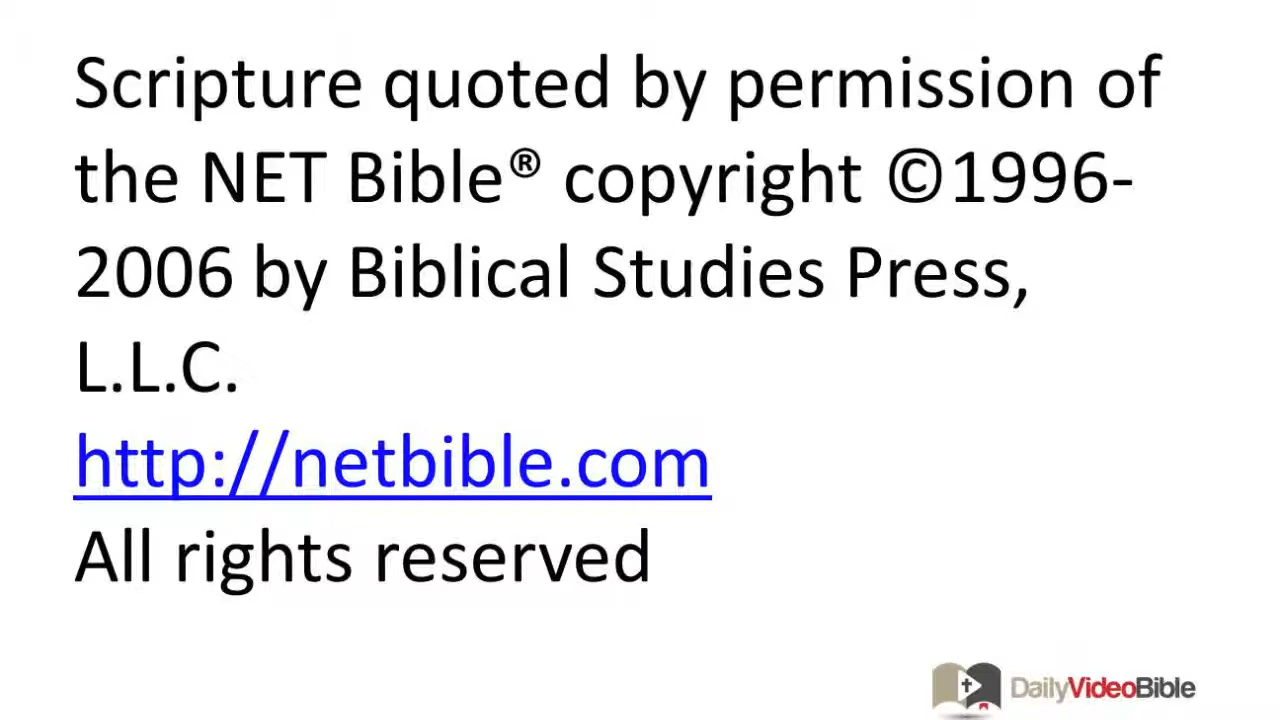 Scripture quoted by permission of
the NET Bible® copyright ©1996-
2006 by Biblical Studies Press,
L.L.C.
http://netbible.com
All rights reserved
DailyVideoBible